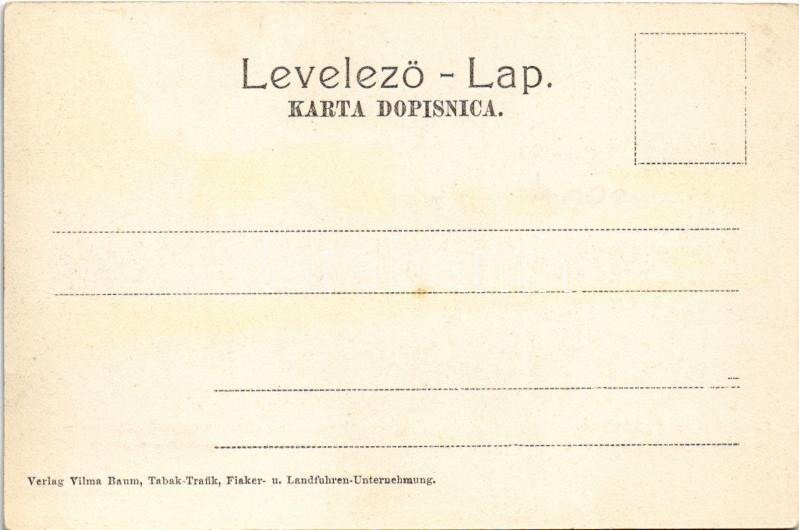 Levelezö - Lap.
KARTA DOPISNICA.
Verlag Vilma Baum, Tabak-Trafik, Fiaker- u. Landfuhren-Unternehmung.